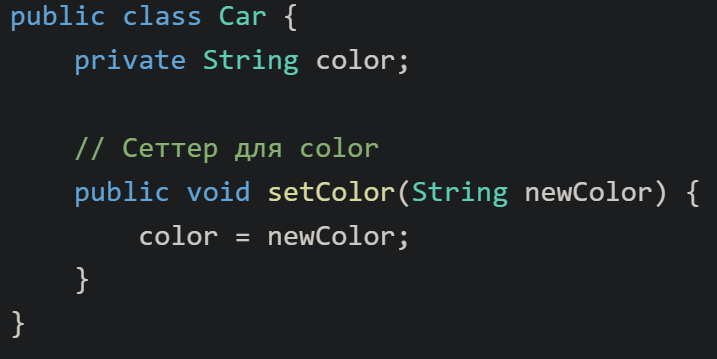 public class Car {
    private String color;

    // Сеттер для color
    public void setColor(String newColor) {
        color = newColor;
    }
}